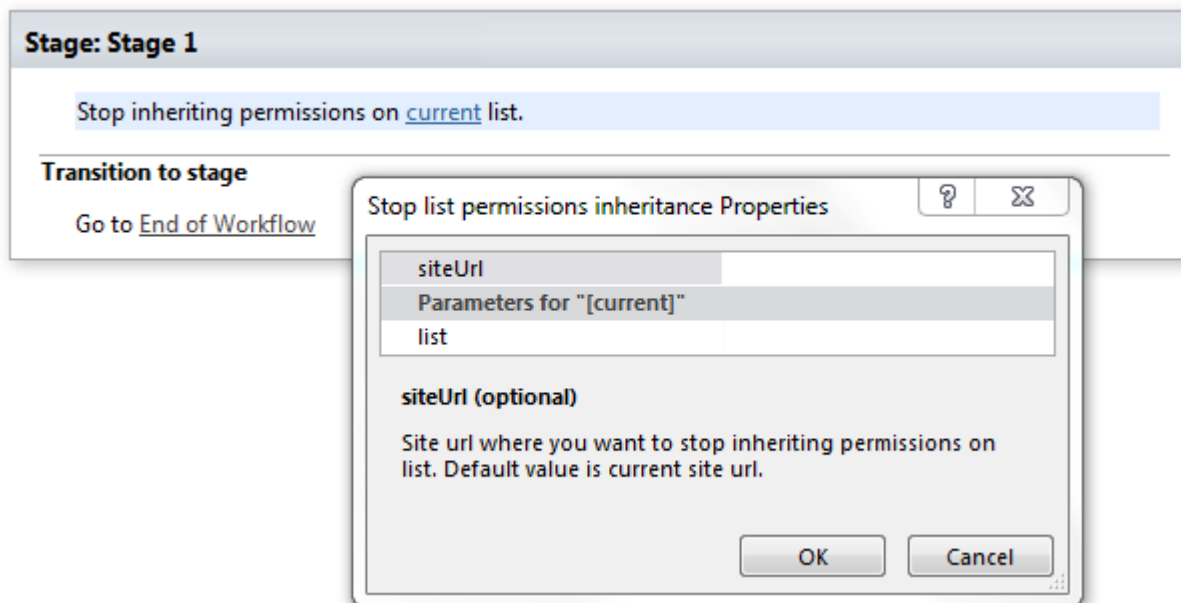 Stage: Stage 1
Stop inheriting permissions on current list.
Transition to stage
Go to End of Workflow
Stop list permissions inheritance Properties
siteUrl
Parameters for "[current]"
list
siteUrl (optional)
Site url where you want to stop inheriting permissions on
list. Default value is current site url.
OK
Cancel